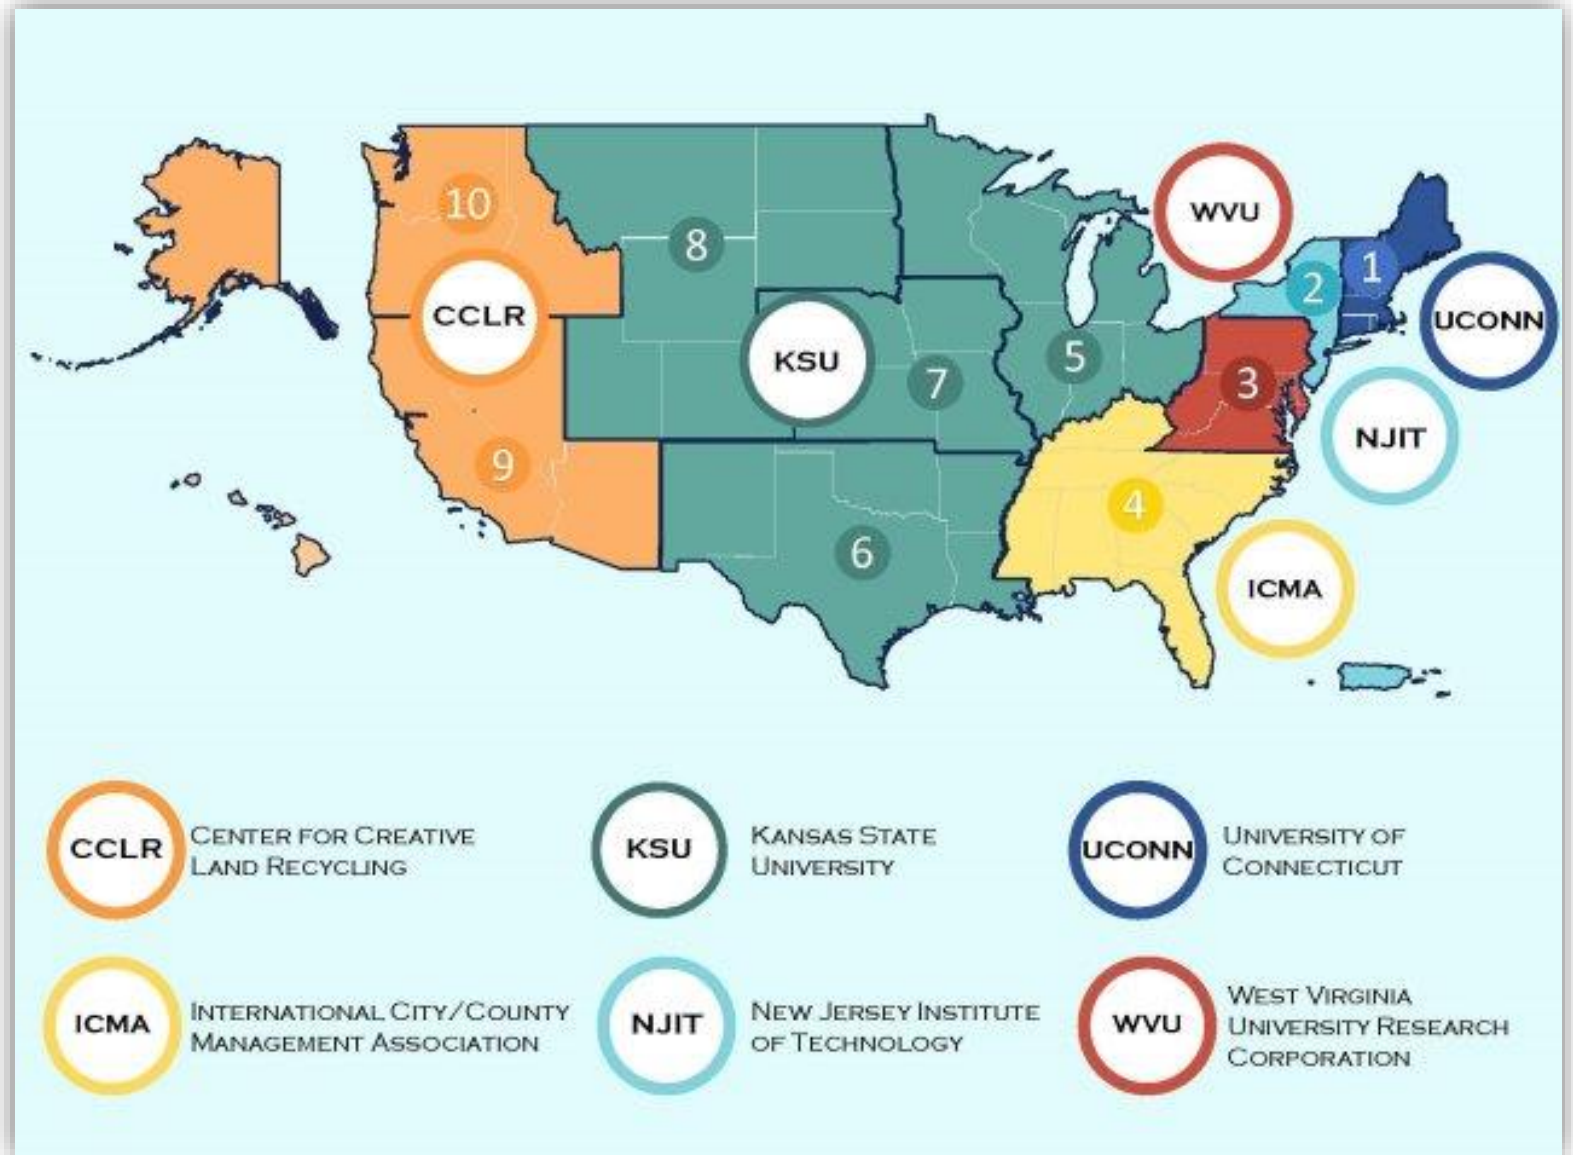 10
8
WVU
2
1
CCLR
UCONN
KSU
5
7
3
NJIT
9
4
6
ICMA
CCLR
CENTER FOR CREATIVE
LAND RECYCLING
KSU
KANSAS STATE
UNIVERSITY
UCONN
UNIVERSITY OF
CONNECTICUT
ICMA
INTERNATIONAL CITY/COUNTY
MANAGEMENT ASSOCIATION
NJIT
NEW JERSEY INSTITUTE
OF TECHNOLOGY
WVU
WEST VIRGINIA
UNIVERSITY RESEARCH
CORPORATION